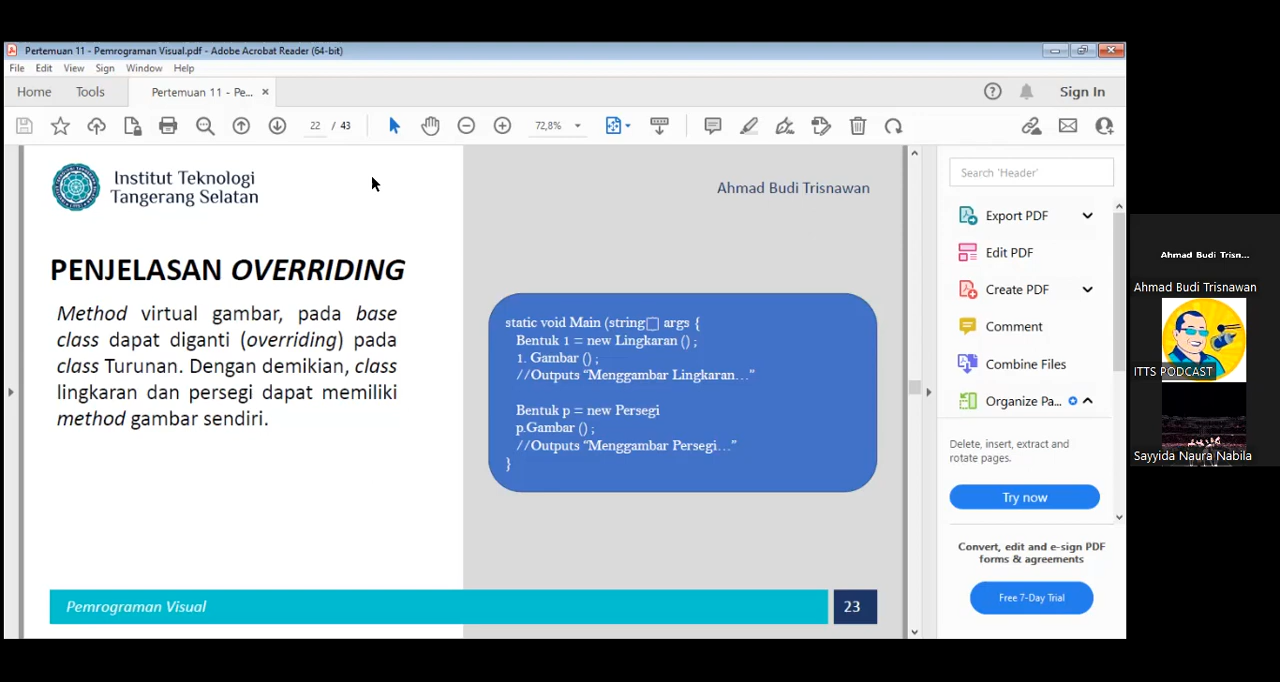 Pertemuan 11 - Pemrograman Visual.pdf - Adobe Acrobat Reader (64-bit)
File Edit View Sign Window Help
Home Tools Pertemuan 11 - Pe... × Sign In
22 / 43 72,8%
Institut Teknologi
Tangerang Selatan
Ahmad Budi Trisnawan
PENJELASAN OVERRIDING
Method virtual gambar, pada base
class dapat diganti (overriding) pada
class Turunan. Dengan demikian, class
lingkaran dan persegi dapat memiliki
method gambar sendiri.
static void Main (string□ args {
Bentuk 1 = new Lingkaran () ;
1. Gambar () ;
//Outputs “Menggambar Lingkaran…”
Bentuk p = new Persegi
p.Gambar () ;
//Outputs “Menggambar Persegi…”
}
Pemrograman Visual
23
Search 'Header'
Export PDF
Edit PDF
Create PDF
Comment
Combine Files
Organize Pa...
Delete, insert, extract and
rotate pages.
Try now
Convert, edit and e-sign PDF
forms & agreements
Free 7-Day Trial
Ahmad Budi Trisn...
Ahmad Budi Trisnawan
ITTS PODCAST
Sayyida Naura Nabila